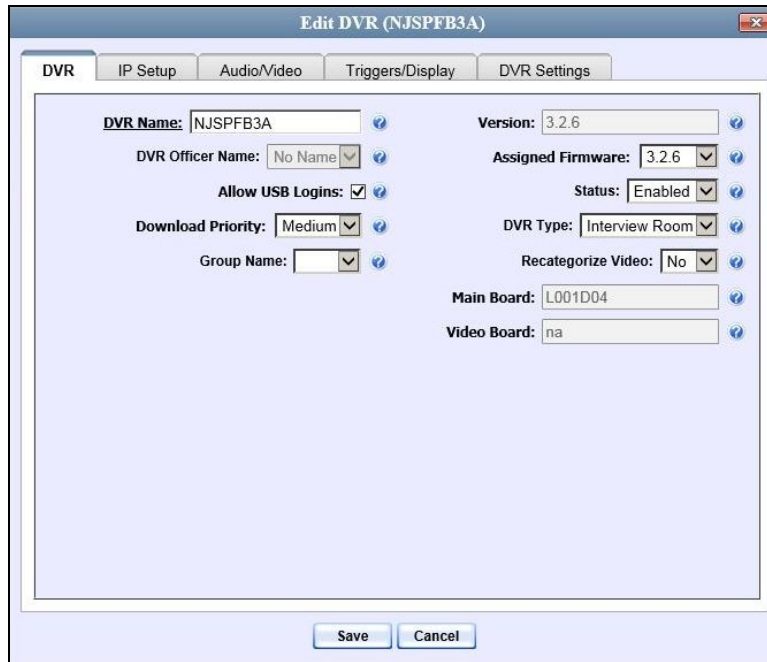 Edit DVR (NJSPFB3A)
DVR
IP Setup
Audio/Video
Triggers/Display
DVR Settings
DVR Name: NJSPFB3A
DVR Officer Name: No Name
Allow USB Logins:
Download Priority: Medium
Group Name:
Version: 3.2.6
Assigned Firmware: 3.2.6
Status: Enabled
DVR Type: Interview Room
Recategorize Video: No
Main Board: L001D04
Video Board: na
Save
Cancel